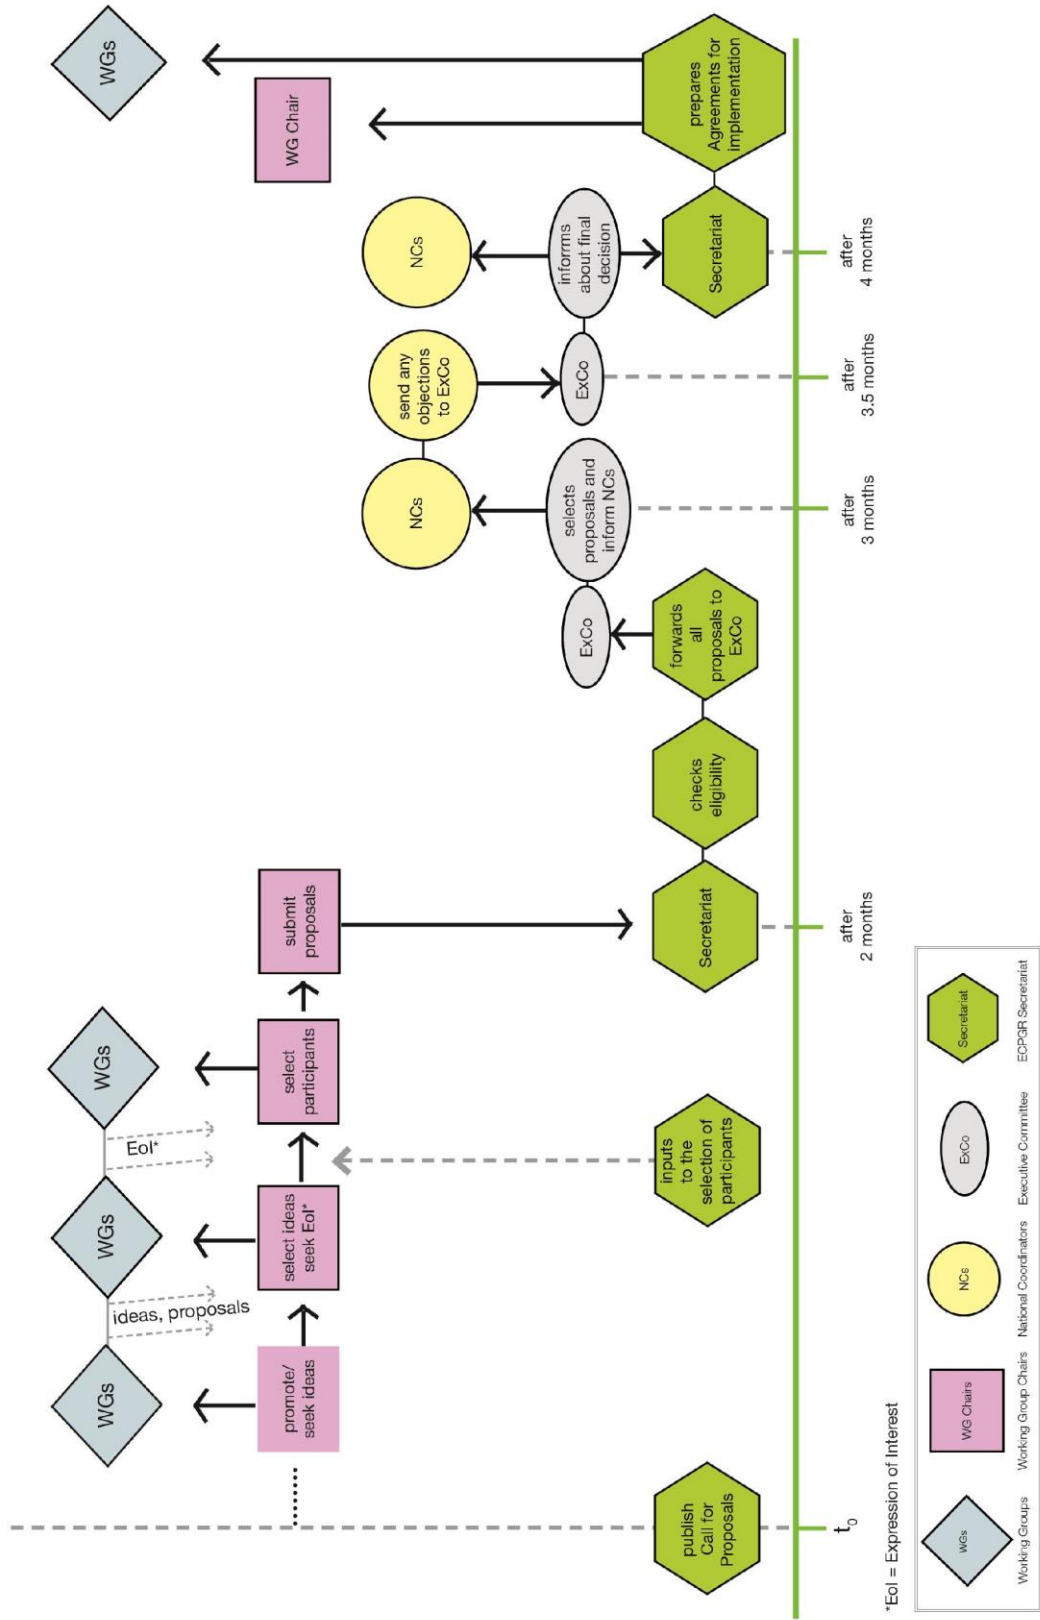 WGs
WGs
WGs
WGs
ideas, proposals
EoI*
promote/
seek ideas
select ideas
seek EoI*
select
participants
submit
proposals
WG Chair
NCs
send any
objections
to ExCo
NCs
ExCo
selects
proposals and
inform NCs
ExCo
informs
about final
decision
publish
Call for
Proposals
inputs
to the
selection of
participants
Secretariat
checks
eligibility
forwards
all
proposals to
ExCo
Secretariat
prepares
Agreements for
implementation
t0
after
2 months
after
3 months
after
3.5 months
after
4 months
*EoI = Expression of Interest
WGs
WG Chairs
NCs
ExCo
Secretariat
Working Groups
Working Group Chairs
National Coordinators
Executive Committee
ECPGR Secretariat